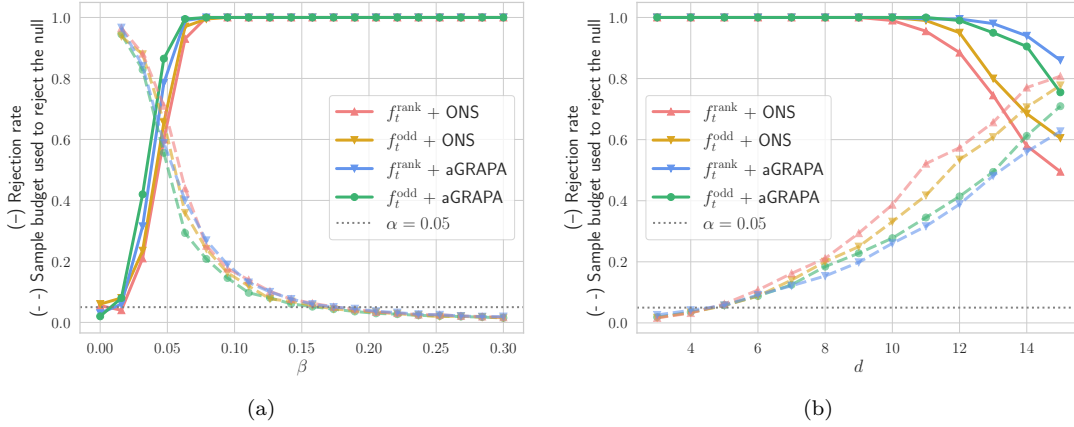 (−) Rejection rate
(- -) Sample budget used to reject the null
1.0
0.8
0.6
0.4
0.2
0.0
f_t^rank + ONS
f_t^odd + ONS
f_t^rank + aGRAPA
f_t^odd + aGRAPA
α = 0.05
0.00 0.05 0.10 0.15 0.20 0.25 0.30
β
(a)
(−) Rejection rate
(- -) Sample budget used to reject the null
1.0
0.8
0.6
0.4
0.2
0.0
f_t^rank + ONS
f_t^odd + ONS
f_t^rank + aGRAPA
f_t^odd + aGRAPA
α = 0.05
4 6 8 10 12 14
d
(b)